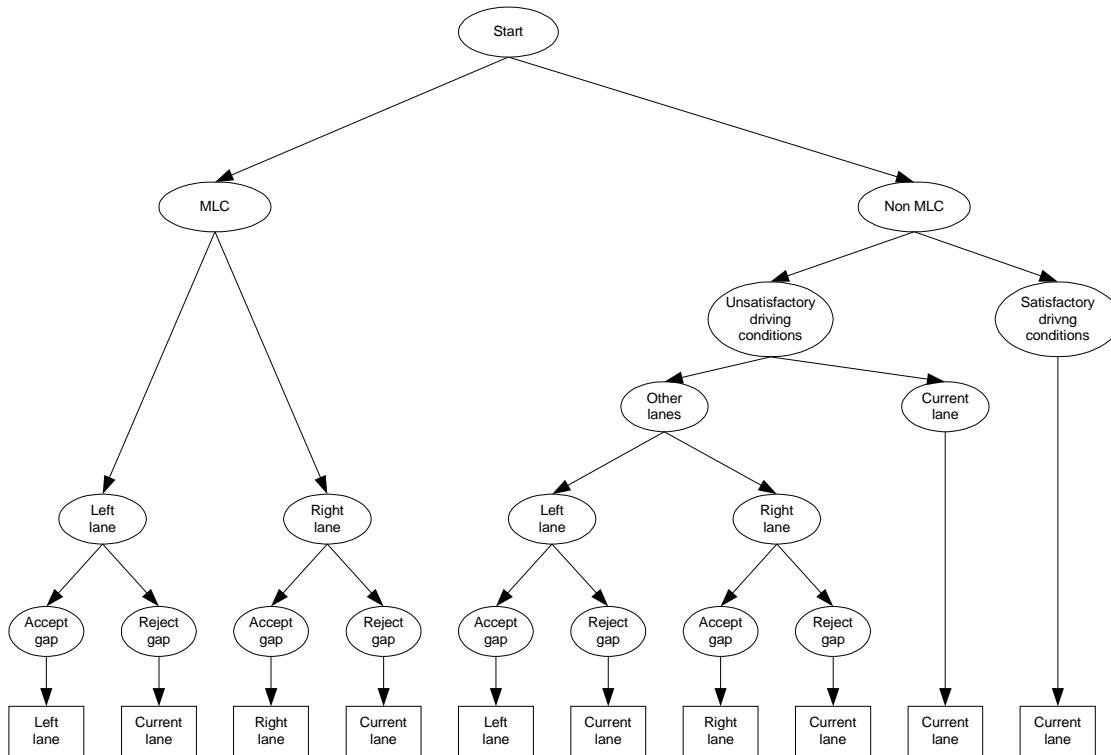 Start
MLC
Non MLC
Unsatisfactory
driving
conditions
Satisfactory
drivng
conditions
Other
lanes
Current
lane
Left
lane
Right
lane
Left
lane
Right
lane
Accept
gap
Reject
gap
Accept
gap
Reject
gap
Accept
gap
Reject
gap
Accept
gap
Reject
gap
Left
lane
Current
lane
Right
lane
Current
lane
Left
lane
Current
lane
Right
lane
Current
lane
Current
lane
Current
lane